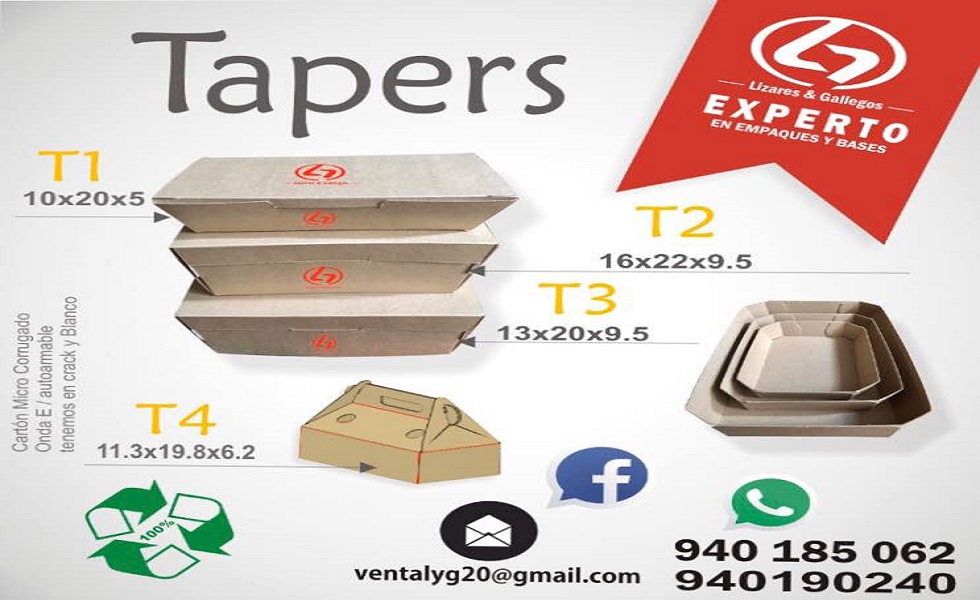 Tapers
Lizares & Gallegos
EXPERTO
EN EMPAQUES Y BASES
T1
10x20x5
T2
16x22x9.5
T3
13x20x9.5
Cartón Micro Corrugado
Onda E / autoarmable
tenemos en crack y Blanco
T4
11.3x19.8x6.2
100%
ventalyg20@gmail.com
940 185 062
940190240